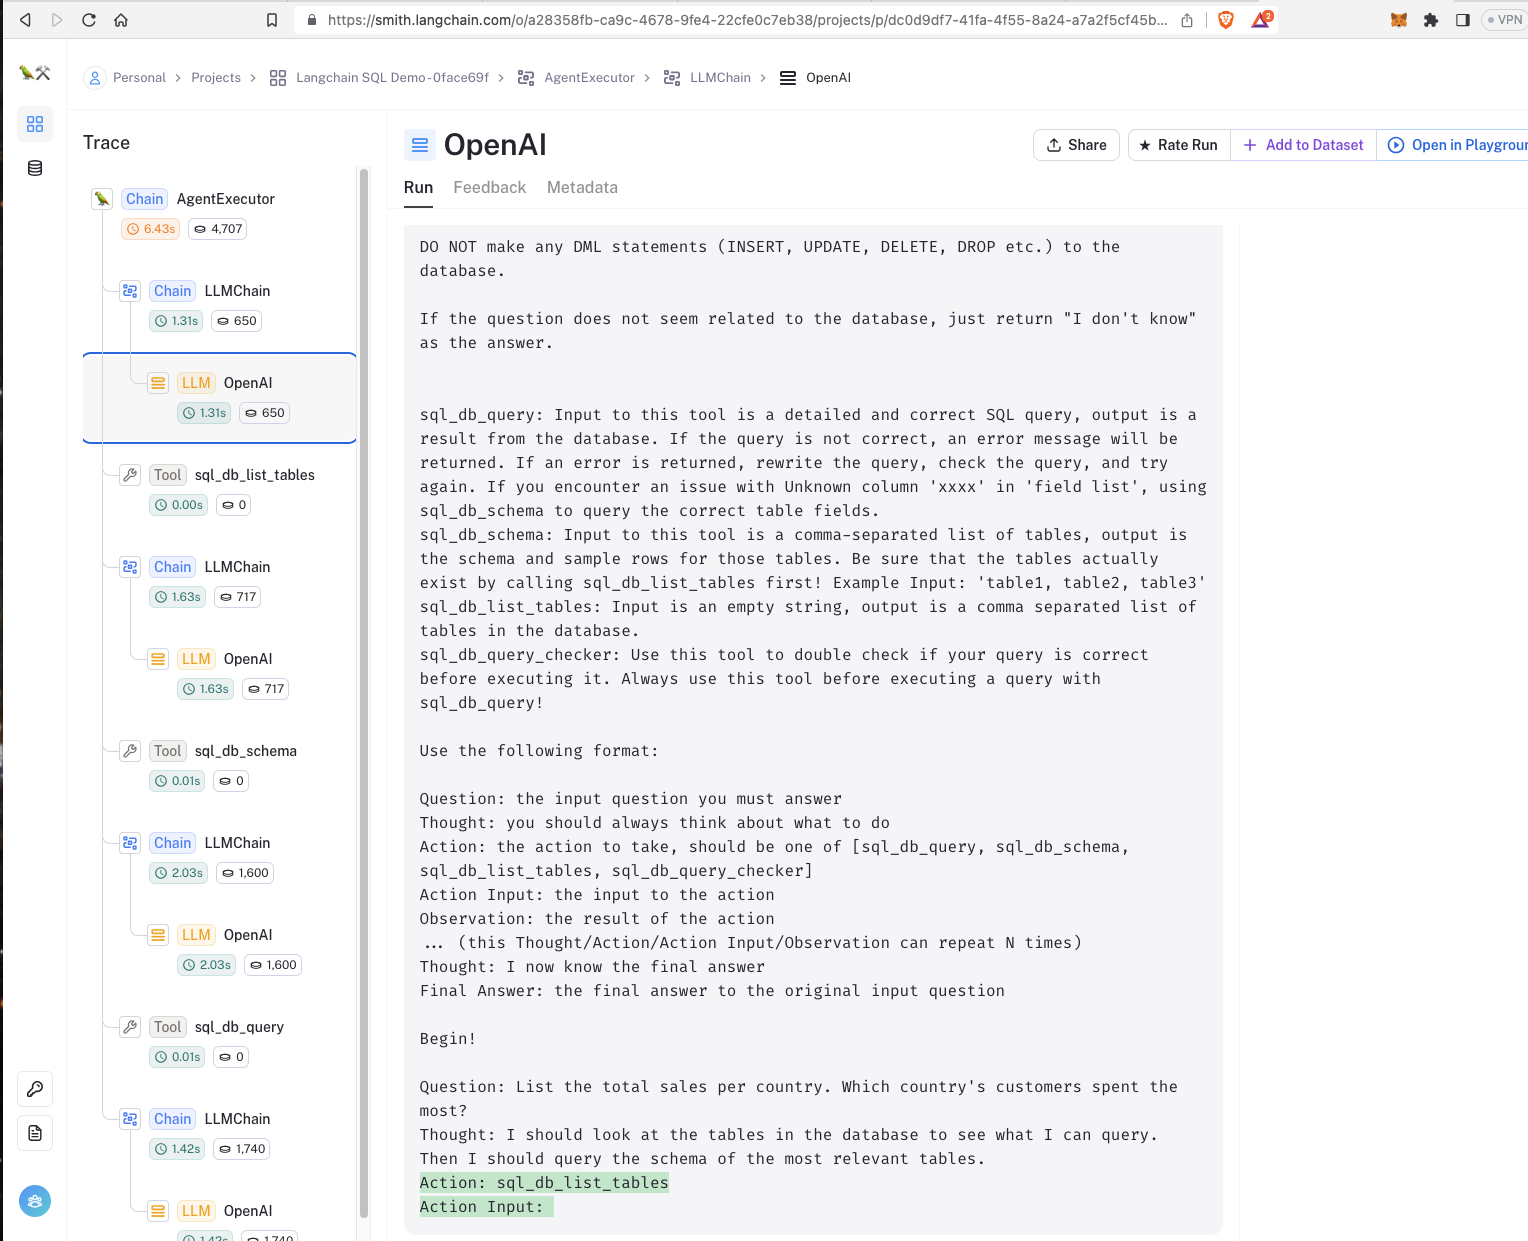 https://smith.langchain.com/o/a28358fb-ca9c-4678-9fe4-22cfe0c7eb38/projects/p/dc0d9df7-41fa-4f55-8a24-a7a2f5cf45b...
2
VPN
Personal
Projects
Langchain SQL Demo-0face69f
AgentExecutor
LLMChain
OpenAI
Trace
Chain AgentExecutor
6.43s 4,707
Chain LLMChain
1.31s 650
LLM OpenAI
1.31s 650
Tool sql_db_list_tables
0.00s 0
Chain LLMChain
1.63s 717
LLM OpenAI
1.63s 717
Tool sql_db_schema
0.01s 0
Chain LLMChain
2.03s 1,600
LLM OpenAI
2.03s 1,600
Tool sql_db_query
0.01s 0
Chain LLMChain
1.42s 1,740
LLM OpenAI
1.42s 1,740
OpenAI
Share
Rate Run
Add to Dataset
Open in Playgroun
Run Feedback Metadata
DO NOT make any DML statements (INSERT, UPDATE, DELETE, DROP etc.) to the
database.
If the question does not seem related to the database, just return "I don't know"
as the answer.
sql_db_query: Input to this tool is a detailed and correct SQL query, output is a
result from the database. If the query is not correct, an error message will be
returned. If an error is returned, rewrite the query, check the query, and try
again. If you encounter an issue with Unknown column 'xxxx' in 'field list', using
sql_db_schema to query the correct table fields.
sql_db_schema: Input to this tool is a comma-separated list of tables, output is
the schema and sample rows for those tables. Be sure that the tables actually
exist by calling sql_db_list_tables first! Example Input: 'table1, table2, table3'
sql_db_list_tables: Input is an empty string, output is a comma separated list of
tables in the database.
sql_db_query_checker: Use this tool to double check if your query is correct
before executing it. Always use this tool before executing a query with
sql_db_query!
Use the following format:
Question: the input question you must answer
Thought: you should always think about what to do
Action: the action to take, should be one of [sql_db_query, sql_db_schema,
sql_db_list_tables, sql_db_query_checker]
Action Input: the input to the action
Observation: the result of the action
... (this Thought/Action/Action Input/Observation can repeat N times)
Thought: I now know the final answer
Final Answer: the final answer to the original input question
Begin!
Question: List the total sales per country. Which country's customers spent the
most?
Thought: I should look at the tables in the database to see what I can query.
Then I should query the schema of the most relevant tables.
Action: sql_db_list_tables
Action Input: